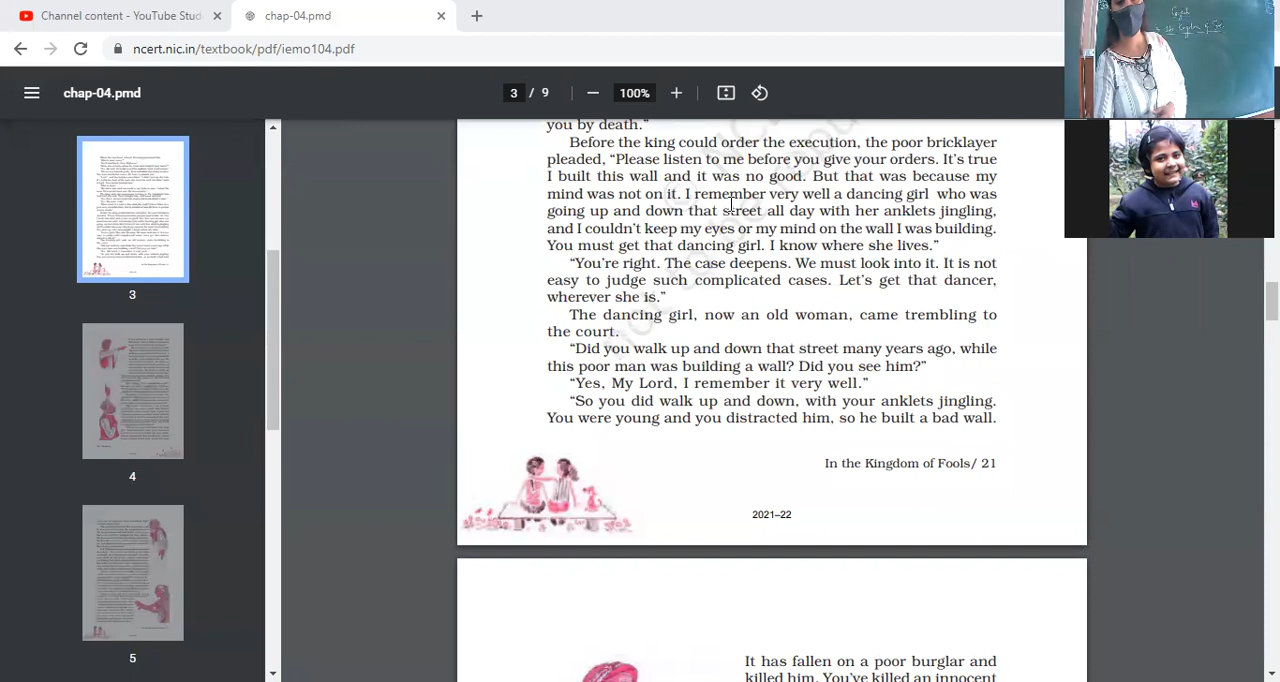 Channel content - YouTube Stud
chap-04.pmd
ncert.nic.in/textbook/pdf/iemo104.pdf
chap-04.pmd
3 / 9
100%
3
4
5
you by death.”
Before the king could order the execution, the poor bricklayer
pleaded, “Please listen to me before you give your orders. It’s true
I built this wall and it was no good. But that was because my
mind was not on it. I remember very well a dancing girl who was
going up and down that street all day with her anklets jingling,
and I couldn’t keep my eyes or my mind on the wall I was building.
You must get that dancing girl. I know where she lives.”
“You’re right. The case deepens. We must look into it. It is not
easy to judge such complicated cases. Let’s get that dancer,
wherever she is.”
The dancing girl, now an old woman, came trembling to
the court.
“Did you walk up and down that street many years ago, while
this poor man was building a wall? Did you see him?”
“Yes, My Lord, I remember it very well.”
“So you did walk up and down, with your anklets jingling.
You were young and you distracted him, so he built a bad wall.
In the Kingdom of Fools/ 21
2021–22
It has fallen on a poor burglar and
killed him. You’ve killed an innocent